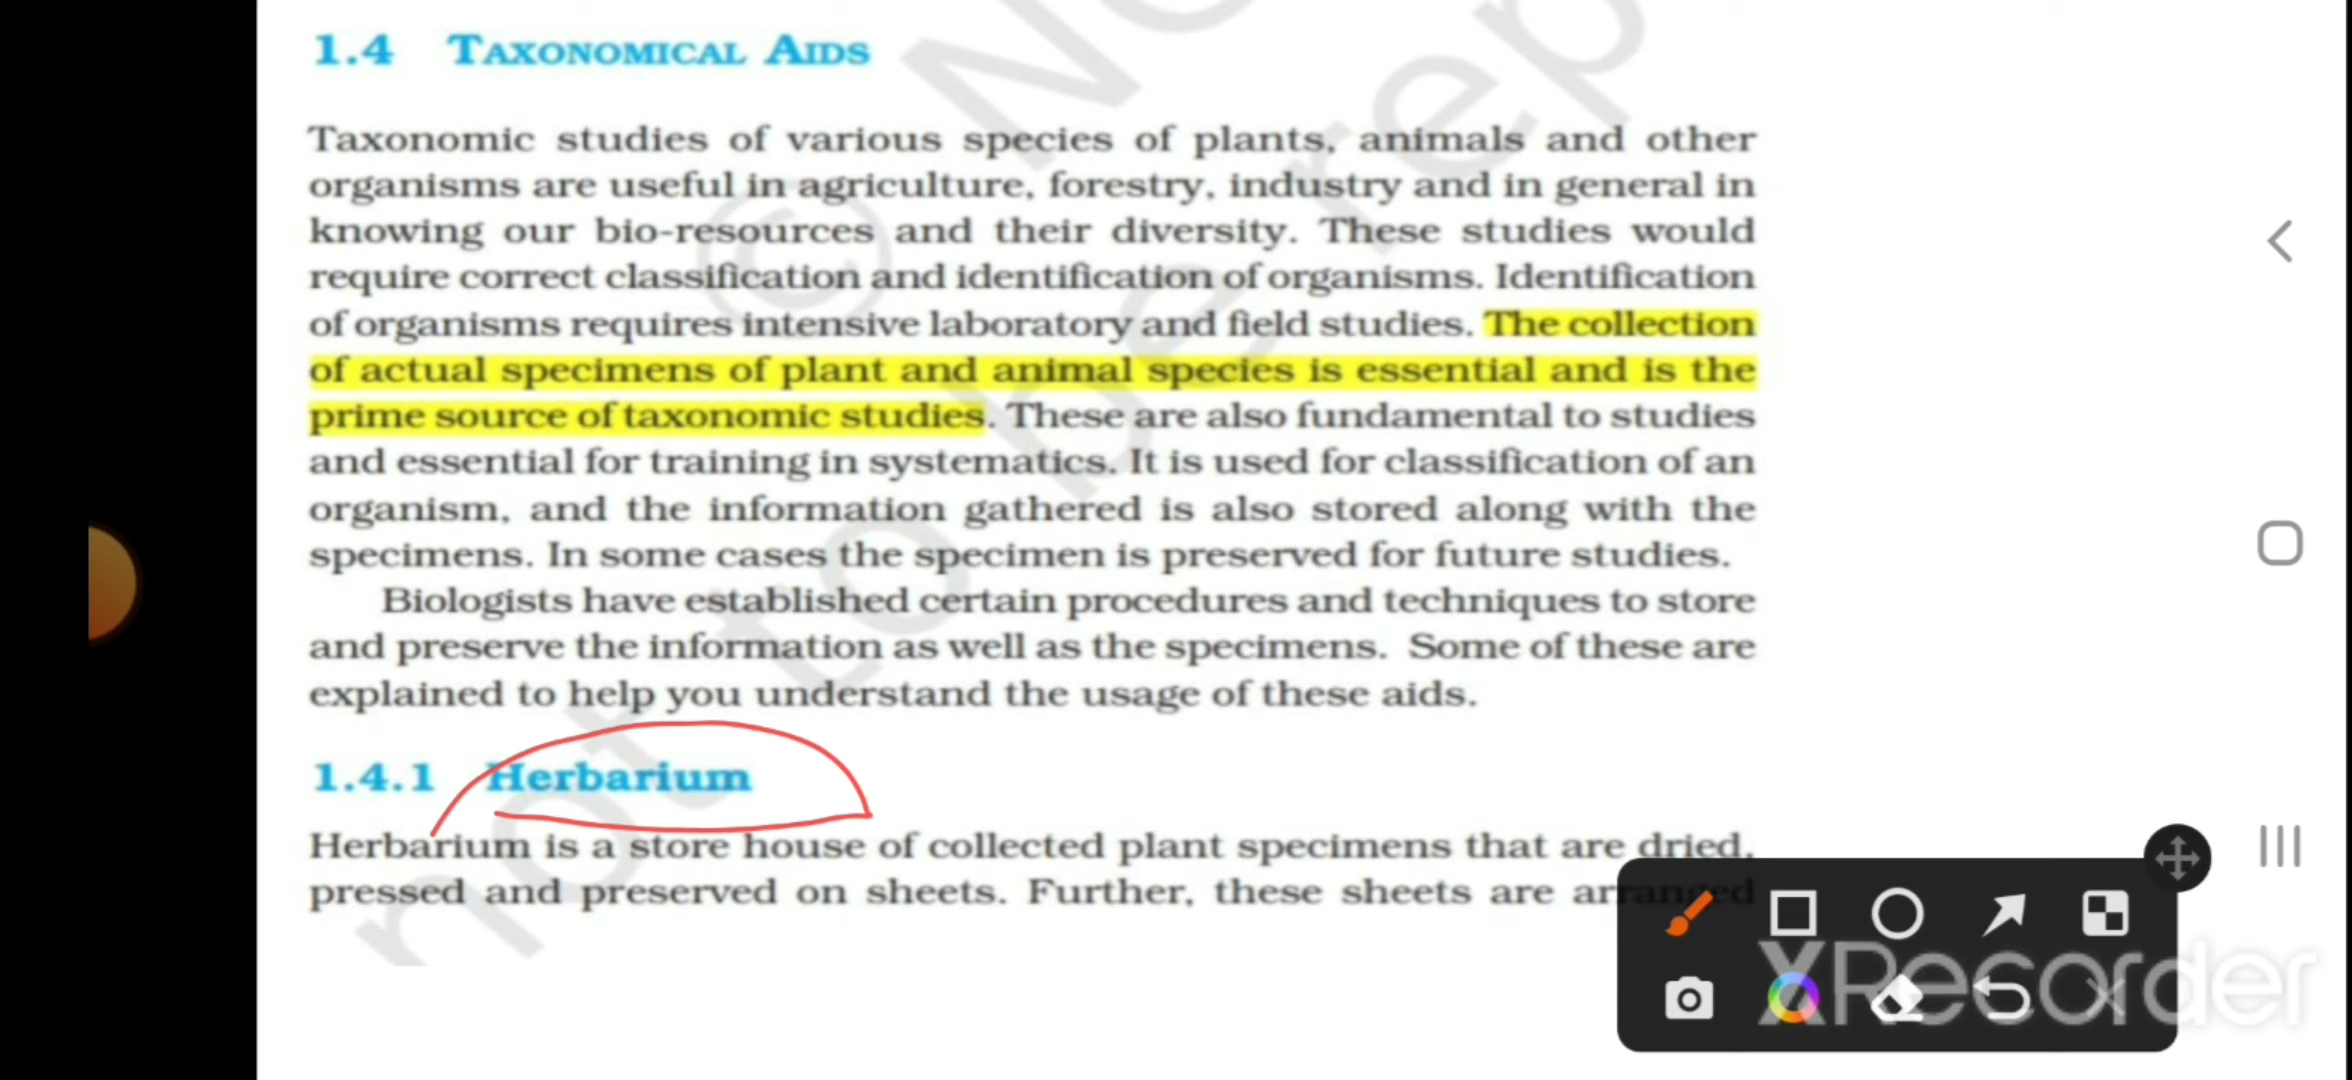 1.4 TAXONOMICAL AIDS
Taxonomic studies of various species of plants, animals and other
organisms are useful in agriculture, forestry, industry and in general in
knowing our bio-resources and their diversity. These studies would
require correct classification and identification of organisms. Identification
of organisms requires intensive laboratory and field studies. The collection
of actual specimens of plant and animal species is essential and is the
prime source of taxonomic studies. These are also fundamental to studies
and essential for training in systematics. It is used for classification of an
organism, and the information gathered is also stored along with the
specimens. In some cases the specimen is preserved for future studies.
Biologists have established certain procedures and techniques to store
and preserve the information as well as the specimens. Some of these are
explained to help you understand the usage of these aids.
1.4.1 Herbarium
Herbarium is a store house of collected plant specimens that are dried,
pressed and preserved on sheets. Further, these sheets are arranged
XRecorder
not to be rep
© N